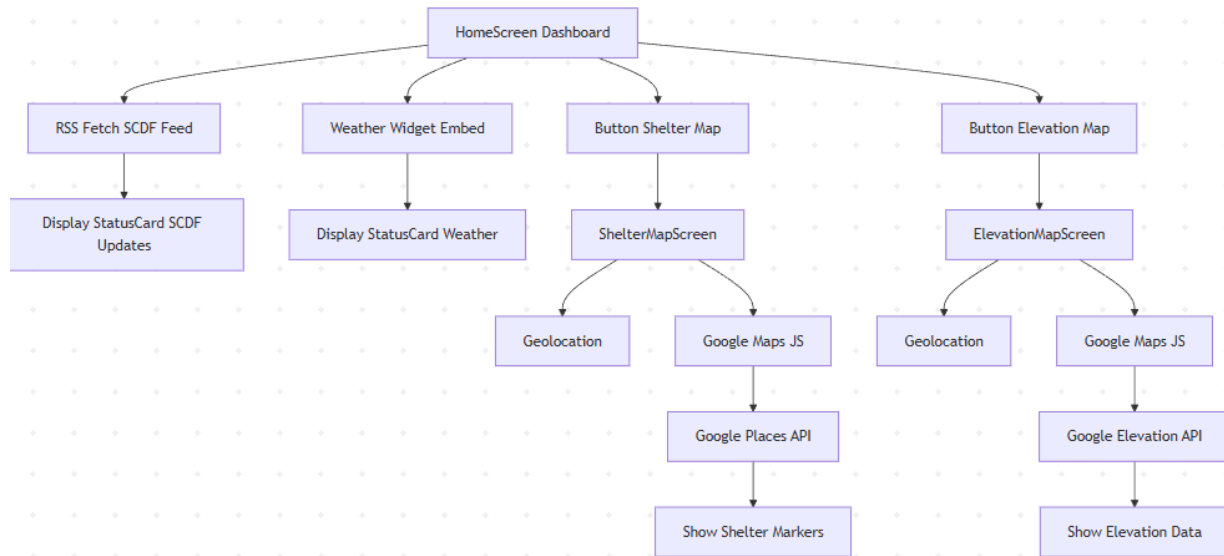 HomeScreen Dashboard
RSS Fetch SCDF Feed
Weather Widget Embed
Button Shelter Map
Button Elevation Map
Display StatusCard SCDF
Updates
Display StatusCard Weather
ShelterMapScreen
ElevationMapScreen
Geolocation
Google Maps JS
Geolocation
Google Maps JS
Google Places API
Google Elevation API
Show Shelter Markers
Show Elevation Data